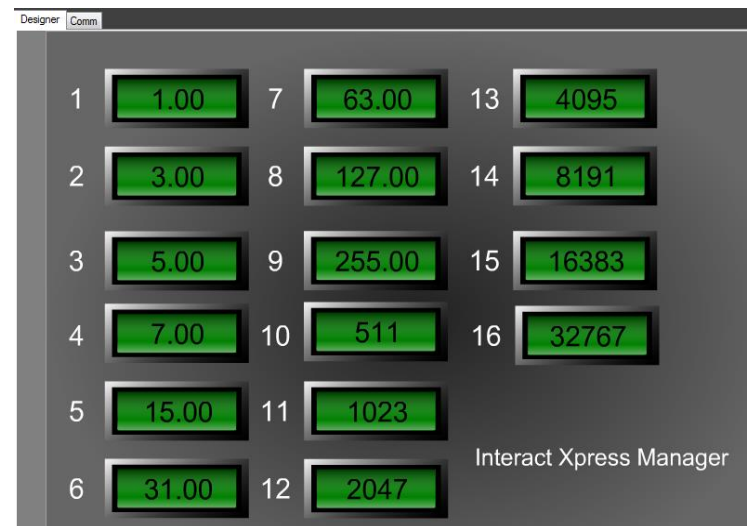 Designer Comm
1 1.00 7 63.00 13 4095
2 3.00 8 127.00 14 8191
3 5.00 9 255.00 15 16383
4 7.00 10 511 16 32767
5 15.00 11 1023
Interact Xpress Manager
6 31.00 12 2047